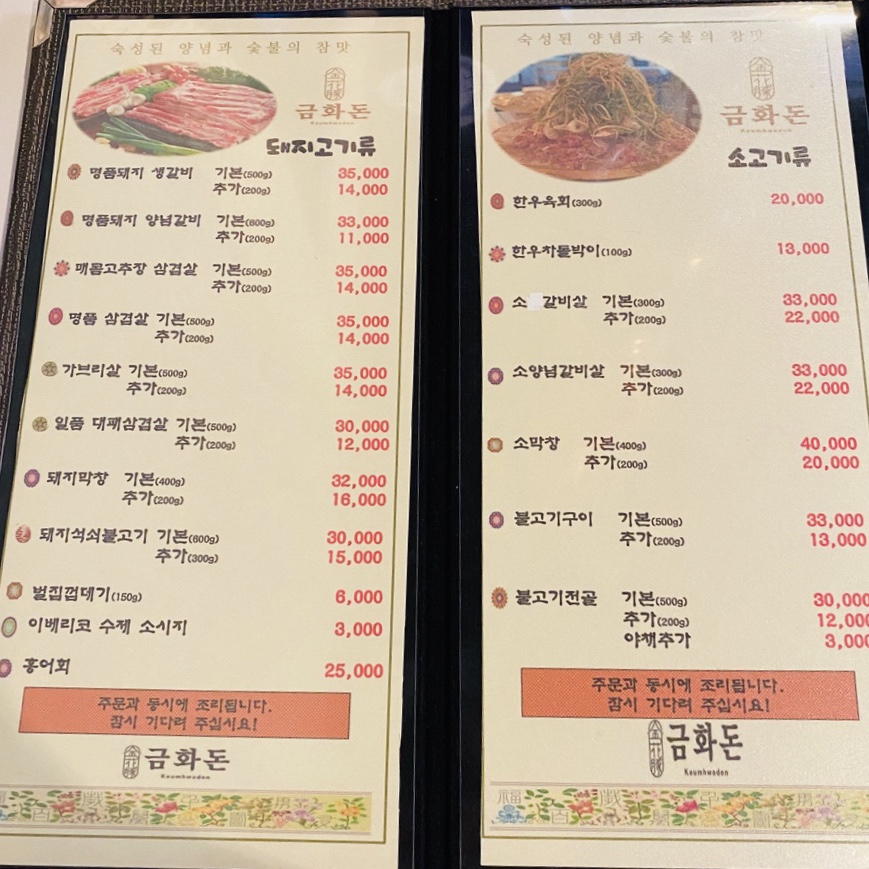 숙성된 양념과 숯불의 참맛
금화돈
Keumhwadon
돼지고기류
명품돼지 생갈비 기본(500g) 35,000
추가(200g) 14,000
명품돼지 양념갈비 기본(600g) 33,000
추가(200g) 11,000
매콤고추장 삼겹살 기본(500g) 35,000
추가(200g) 14,000
명품 삼겹살 기본(500g) 35,000
추가(200g) 14,000
가브리살 기본(500g) 35,000
추가(200g) 14,000
일품 대패삼겹살 기본(500g) 30,000
추가(200g) 12,000
돼지막창 기본(400g) 32,000
추가(200g) 16,000
돼지석쇠불고기 기본(600g) 30,000
추가(300g) 15,000
벌집껍데기(150g) 6,000
이베리코 수제 소시지 3,000
홍어회 25,000
주문과 동시에 조리됩니다.
잠시 기다려 주십시요!
금화돈
Keumhwadon
숙성된 양념과 숯불의 참맛
금화돈
Keumhwadon
소고기류
한우육회(300g) 20,000
한우차돌박이(100g) 13,000
소 갈비살 기본(300g) 33,000
추가(200g) 22,000
소양념갈비살 기본(300g) 33,000
추가(200g) 22,000
소막창 기본(400g) 40,000
추가(200g) 20,000
불고기구이 기본(500g) 33,000
추가(200g) 13,000
불고기전골 기본(500g) 30,000
추가(200g) 12,000
야채추가 3,000
주문과 동시에 조리됩니다.
잠시 기다려 주십시요!
금화돈
Keumhwadon
福